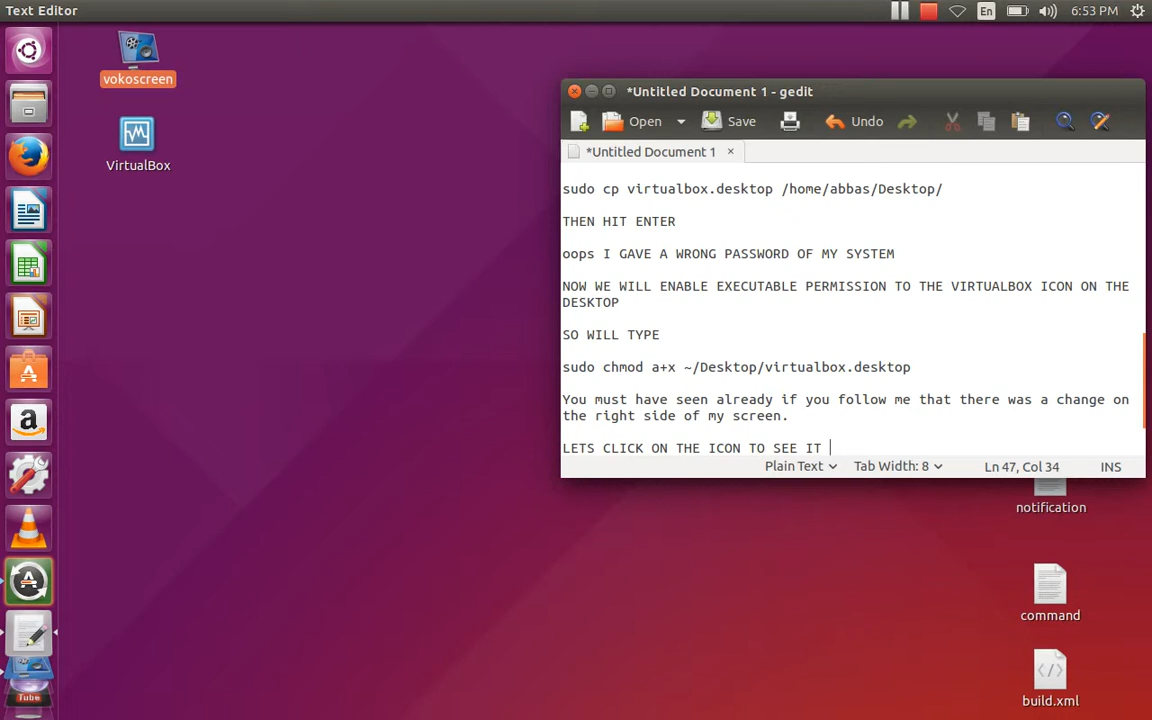 Text Editor
En
6:53 PM
vokoscreen
VirtualBox
*Untitled Document 1 - gedit
Open
Save
Undo
*Untitled Document 1 ×
sudo cp virtualbox.desktop /home/abbas/Desktop/
THEN HIT ENTER
oops I GAVE A WRONG PASSWORD OF MY SYSTEM
NOW WE WILL ENABLE EXECUTABLE PERMISSION TO THE VIRTUALBOX ICON ON THE
DESKTOP
SO WILL TYPE
sudo chmod a+x ~/Desktop/virtualbox.desktop
You must have seen already if you follow me that there was a change on
the right side of my screen.
LETS CLICK ON THE ICON TO SEE IT
Plain Text
Tab Width: 8
Ln 47, Col 34
INS
notification
command
build.xml
Tube